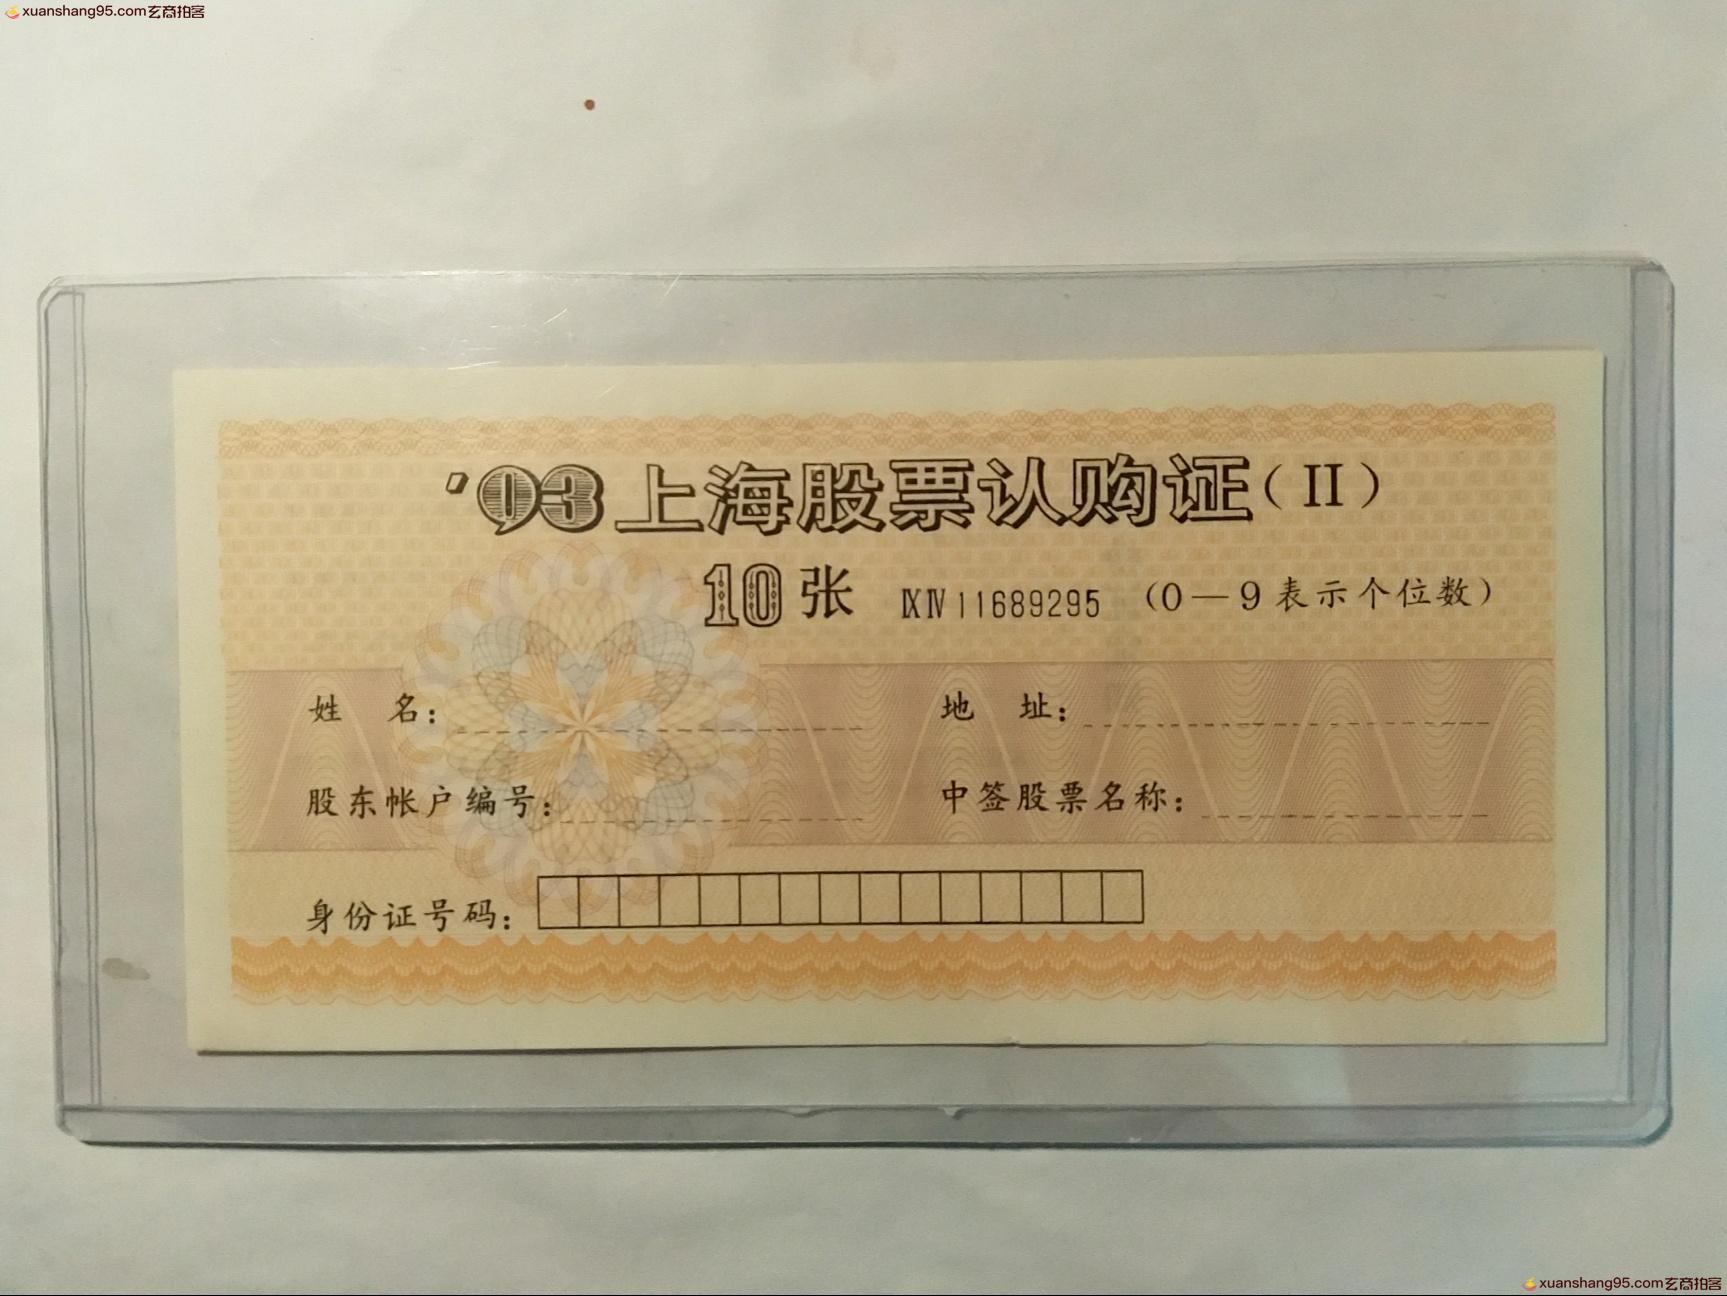 xuanshang95.com玄商拍客
'93上海股票认购证(II)
10张 ⅨⅣ11689295 (0—9表示个位数)
姓 名: 地 址:
股东帐户编号: 中签股票名称:
身份证号码:
xuanshang95.com玄商拍客